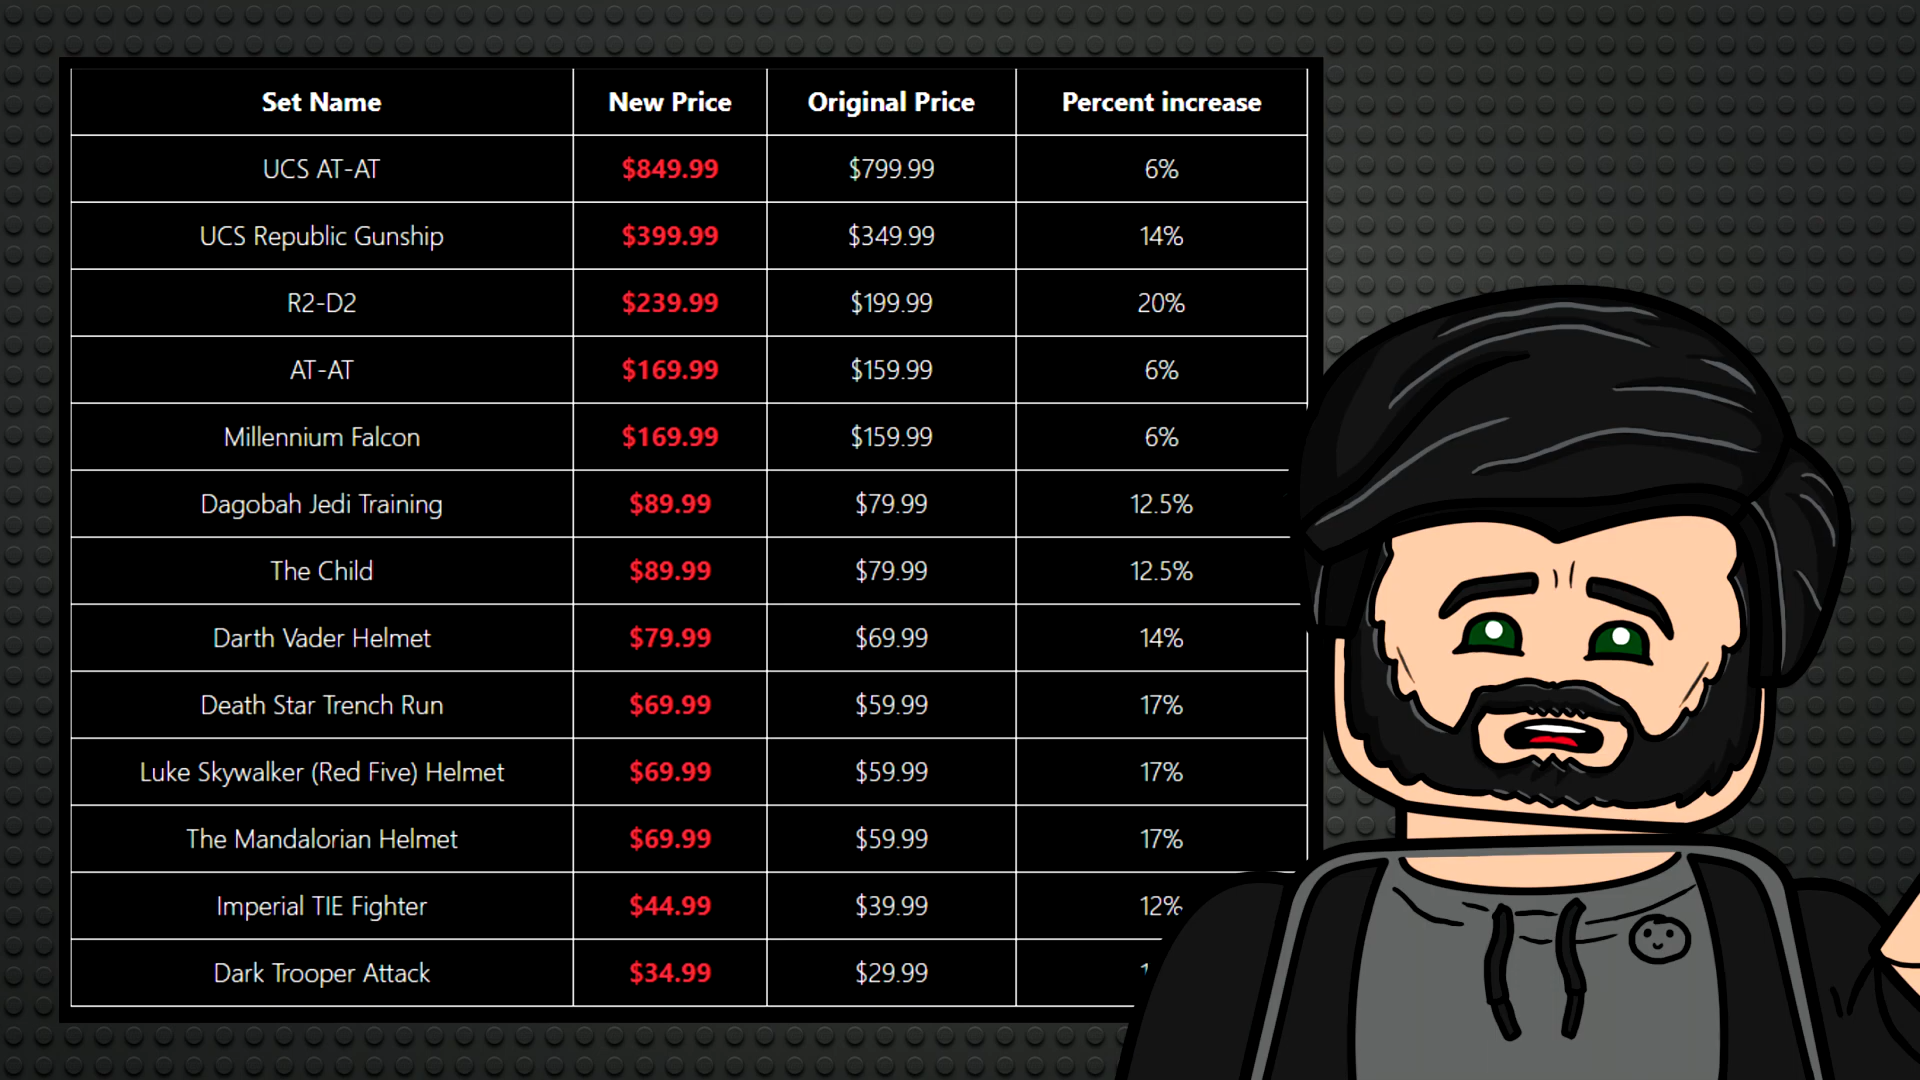 Set Name New Price Original Price Percent increase
UCS AT-AT $849.99 $799.99 6%
UCS Republic Gunship $399.99 $349.99 14%
R2-D2 $239.99 $199.99 20%
AT-AT $169.99 $159.99 6%
Millennium Falcon $169.99 $159.99 6%
Dagobah Jedi Training $89.99 $79.99 12.5%
The Child $89.99 $79.99 12.5%
Darth Vader Helmet $79.99 $69.99 14%
Death Star Trench Run $69.99 $59.99 17%
Luke Skywalker (Red Five) Helmet $69.99 $59.99 17%
The Mandalorian Helmet $69.99 $59.99 17%
Imperial TIE Fighter $44.99 $39.99 12%
Dark Trooper Attack $34.99 $29.99